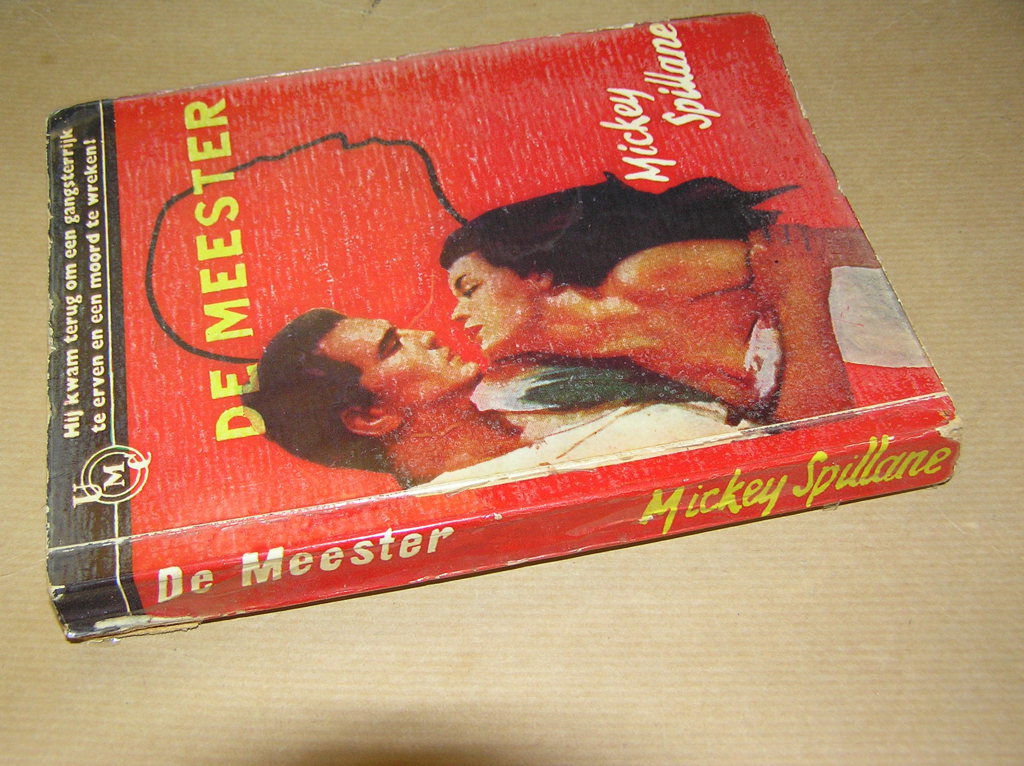 Hij kwam terug om een gangsterrijk
te erven en een moord te wreken!
UMC
DE MEESTER
Mickey
Spillane
De Meester
Mickey Spillane